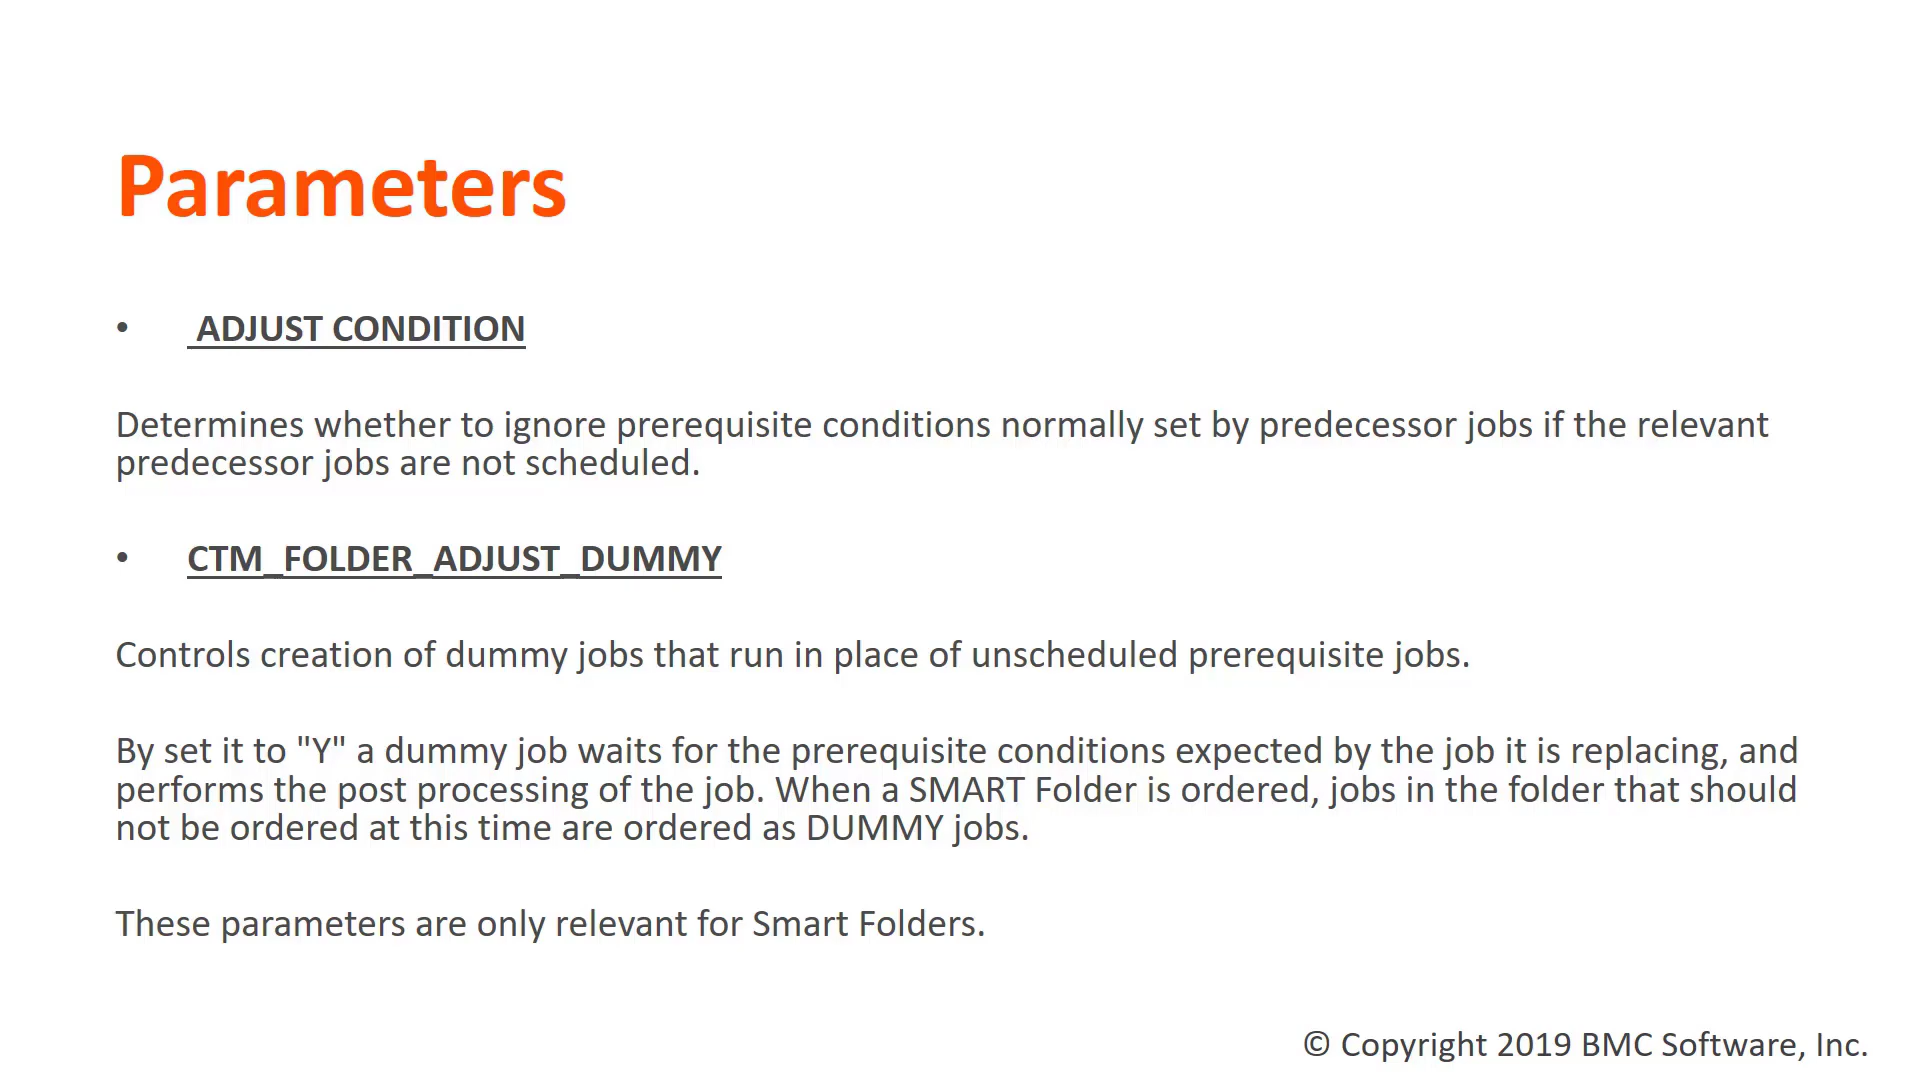 Parameters
• ADJUST CONDITION
Determines whether to ignore prerequisite conditions normally set by predecessor jobs if the relevant
predecessor jobs are not scheduled.
• CTM_FOLDER_ADJUST_DUMMY
Controls creation of dummy jobs that run in place of unscheduled prerequisite jobs.
By set it to "Y" a dummy job waits for the prerequisite conditions expected by the job it is replacing, and
performs the post processing of the job. When a SMART Folder is ordered, jobs in the folder that should
not be ordered at this time are ordered as DUMMY jobs.
These parameters are only relevant for Smart Folders.
© Copyright 2019 BMC Software, Inc.